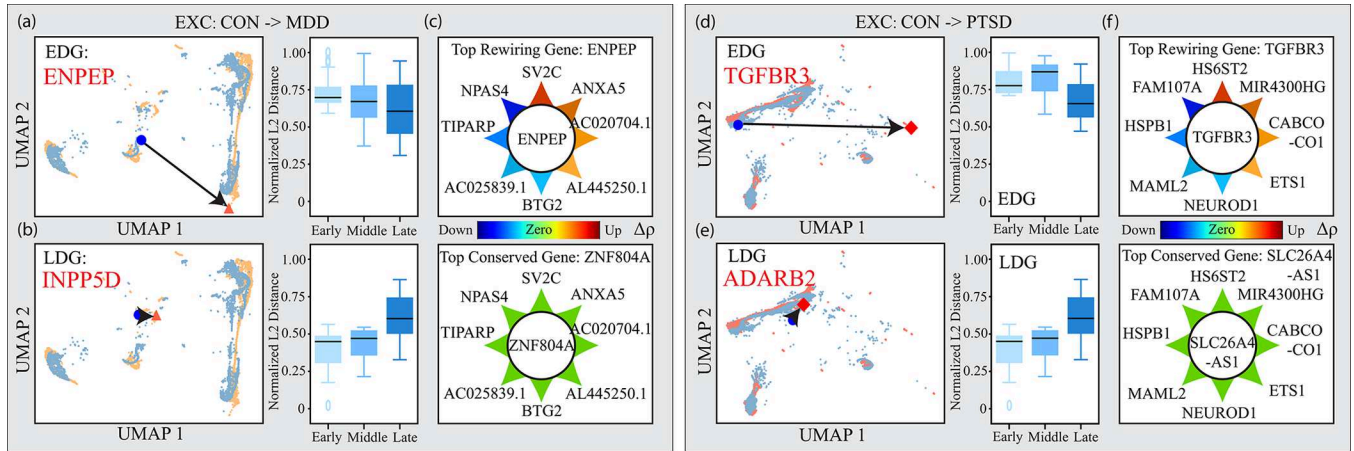 EXC: CON -> MDD
(a)
EDG:
ENPEP
UMAP 2
UMAP 1
Normalized L2 Distance
1.00
0.75
0.50
0.25
0
(c)
Top Rewiring Gene: ENPEP
SV2C
NPAS4
ANXA5
TIPARP
AC020704.1
ENPEP
AC025839.1
AL445250.1
BTG2
Early Middle Late
Down Zero Up Δρ
(b)
LDG:
INPP5D
UMAP 2
UMAP 1
Normalized L2 Distance
1.00
0.75
0.50
0.25
0
Early Middle Late
Top Conserved Gene: ZNF804A
SV2C
NPAS4
ANXA5
TIPARP
AC020704.1
ZNF804A
AC025839.1
AL445250.1
BTG2
EXC: CON -> PTSD
(d)
EDG
TGFBR3
UMAP 2
UMAP 1
Normalized L2 Distance
1.00
0.75
0.50
0.25
0
EDG
Early Middle Late
(f)
Top Rewiring Gene: TGFBR3
HS6ST2
FAM107A
MIR4300HG
HSPB1
CABCO
-CO1
TGFBR3
MAML2
ETS1
NEUROD1
Down Zero Up Δρ
(e)
LDG
ADARB2
UMAP 2
UMAP 1
Normalized L2 Distance
1.00
0.75
0.50
0.25
0
LDG
Early Middle Late
Top Conserved Gene: SLC26A4
-AS1
HS6ST2
FAM107A
MIR4300HG
HSPB1
CABCO
-CO1
SLC26A4
-AS1
MAML2
ETS1
NEUROD1